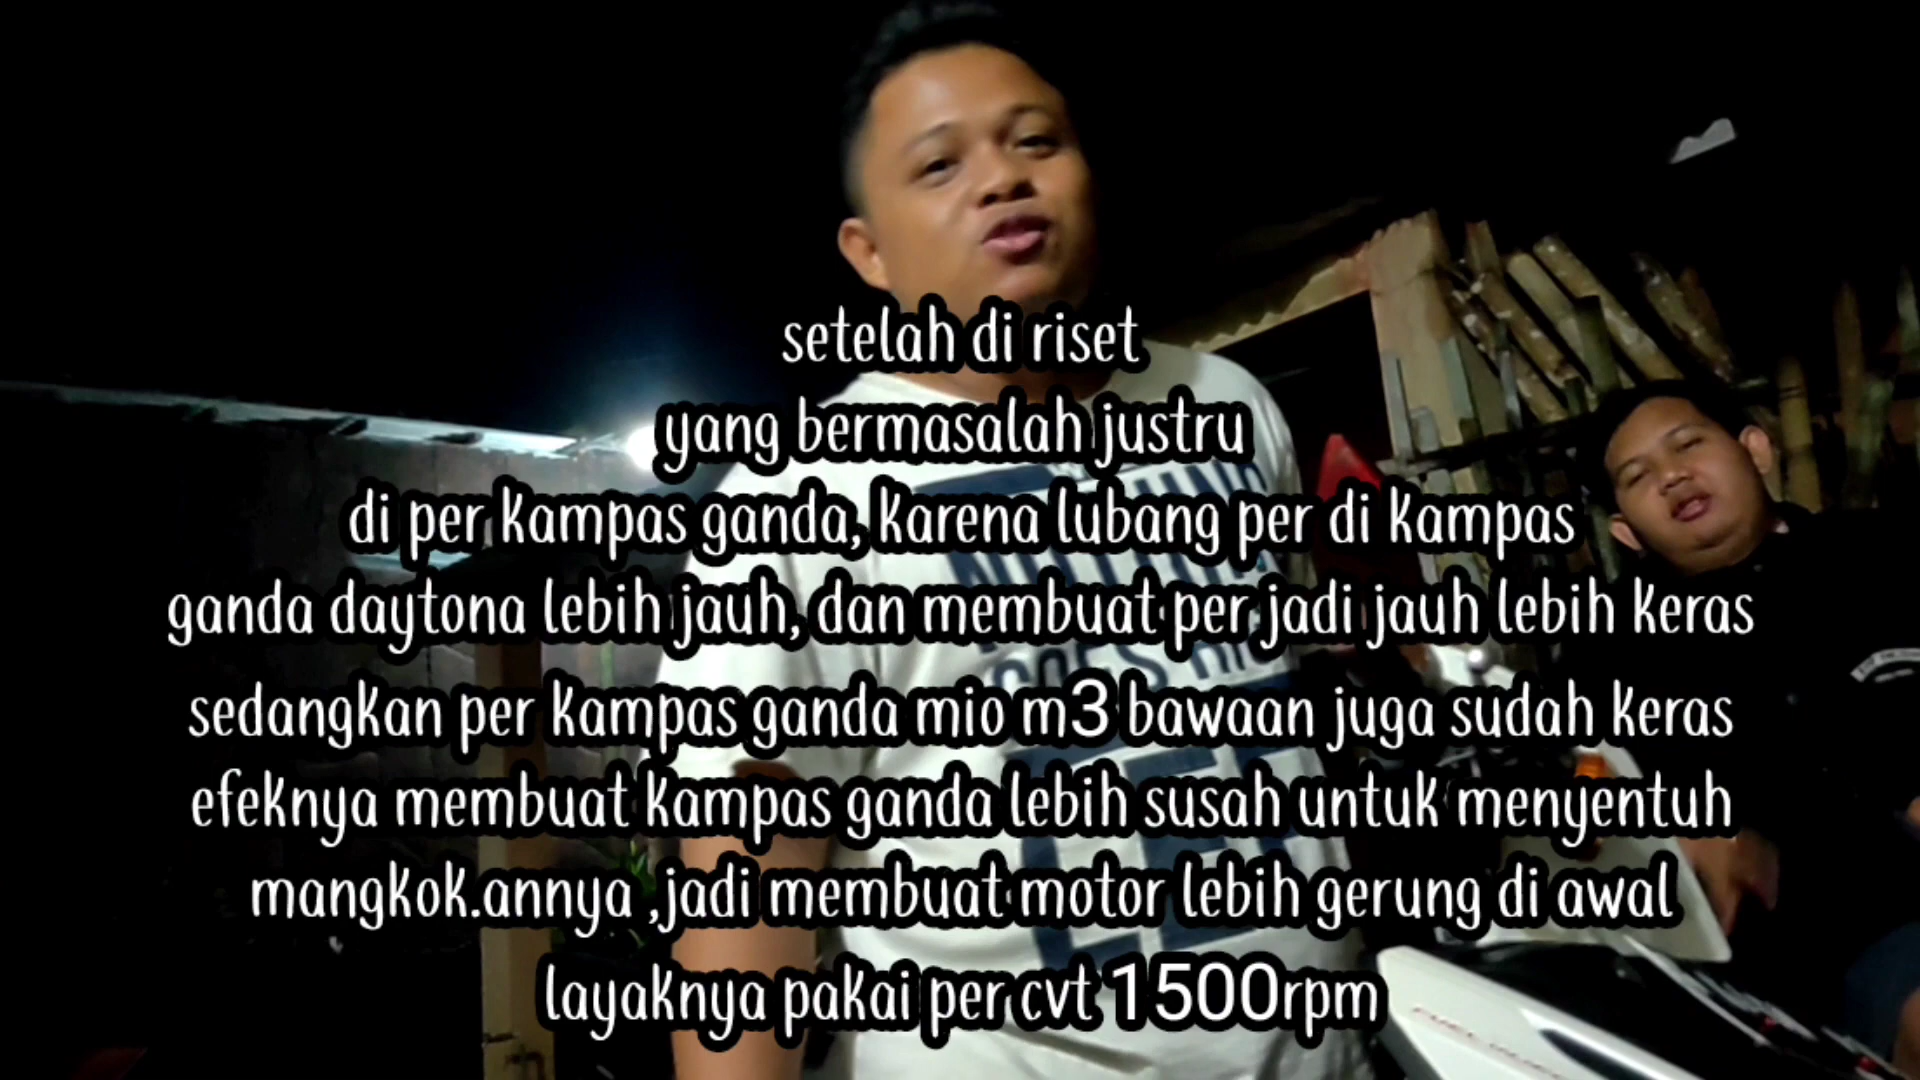 setelah di riset
yang bermasalah justru
di per kampas ganda, karena lubang per di kampas
ganda daytona lebih jauh, dan membuat per jadi jauh lebih keras
sedangkan per kampas ganda mio m3 bawaan juga sudah keras
efeknya membuat kampas ganda lebih susah untuk menyentuh
mangkok.annya ,jadi membuat motor lebih gerung di awal
layaknya pakai per cvt 1500rpm